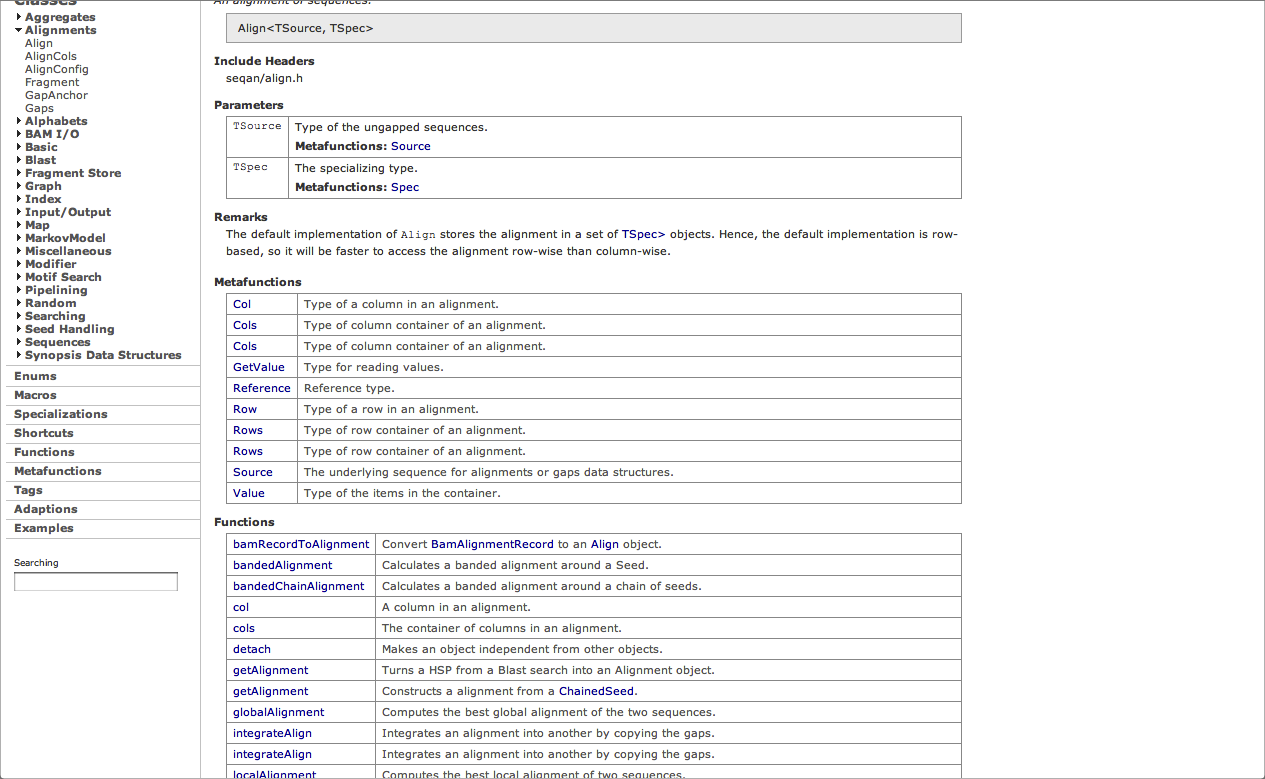 Classes
Aggregates
Alignments
Align
AlignCols
AlignConfig
Fragment
GapAnchor
Gaps
Alphabets
BAM I/O
Basic
Blast
Fragment Store
Graph
Index
Input/Output
Map
MarkovModel
Miscellaneous
Modifier
Motif Search
Pipelining
Random
Searching
Seed Handling
Sequences
Synopsis Data Structures
Enums
Macros
Specializations
Shortcuts
Functions
Metafunctions
Tags
Adaptions
Examples
Searching
An alignment of sequences.
Align<TSource, TSpec>
Include Headers
seqan/align.h
Parameters
TSource Type of the ungapped sequences.
Metafunctions: Source
TSpec The specializing type.
Metafunctions: Spec
Remarks
The default implementation of Align stores the alignment in a set of TSpec> objects. Hence, the default implementation is row-
based, so it will be faster to access the alignment row-wise than column-wise.
Metafunctions
Col Type of a column in an alignment.
Cols Type of column container of an alignment.
Cols Type of column container of an alignment.
GetValue Type for reading values.
Reference Reference type.
Row Type of a row in an alignment.
Rows Type of row container of an alignment.
Rows Type of row container of an alignment.
Source The underlying sequence for alignments or gaps data structures.
Value Type of the items in the container.
Functions
bamRecordToAlignment Convert BamAlignmentRecord to an Align object.
bandedAlignment Calculates a banded alignment around a Seed.
bandedChainAlignment Calculates a banded alignment around a chain of seeds.
col A column in an alignment.
cols The container of columns in an alignment.
detach Makes an object independent from other objects.
getAlignment Turns a HSP from a Blast search into an Alignment object.
getAlignment Constructs a alignment from a ChainedSeed.
globalAlignment Computes the best global alignment of the two sequences.
integrateAlign Integrates an alignment into another by copying the gaps.
integrateAlign Integrates an alignment into another by copying the gaps.
localAlignment Computes the best local alignment of two sequences.